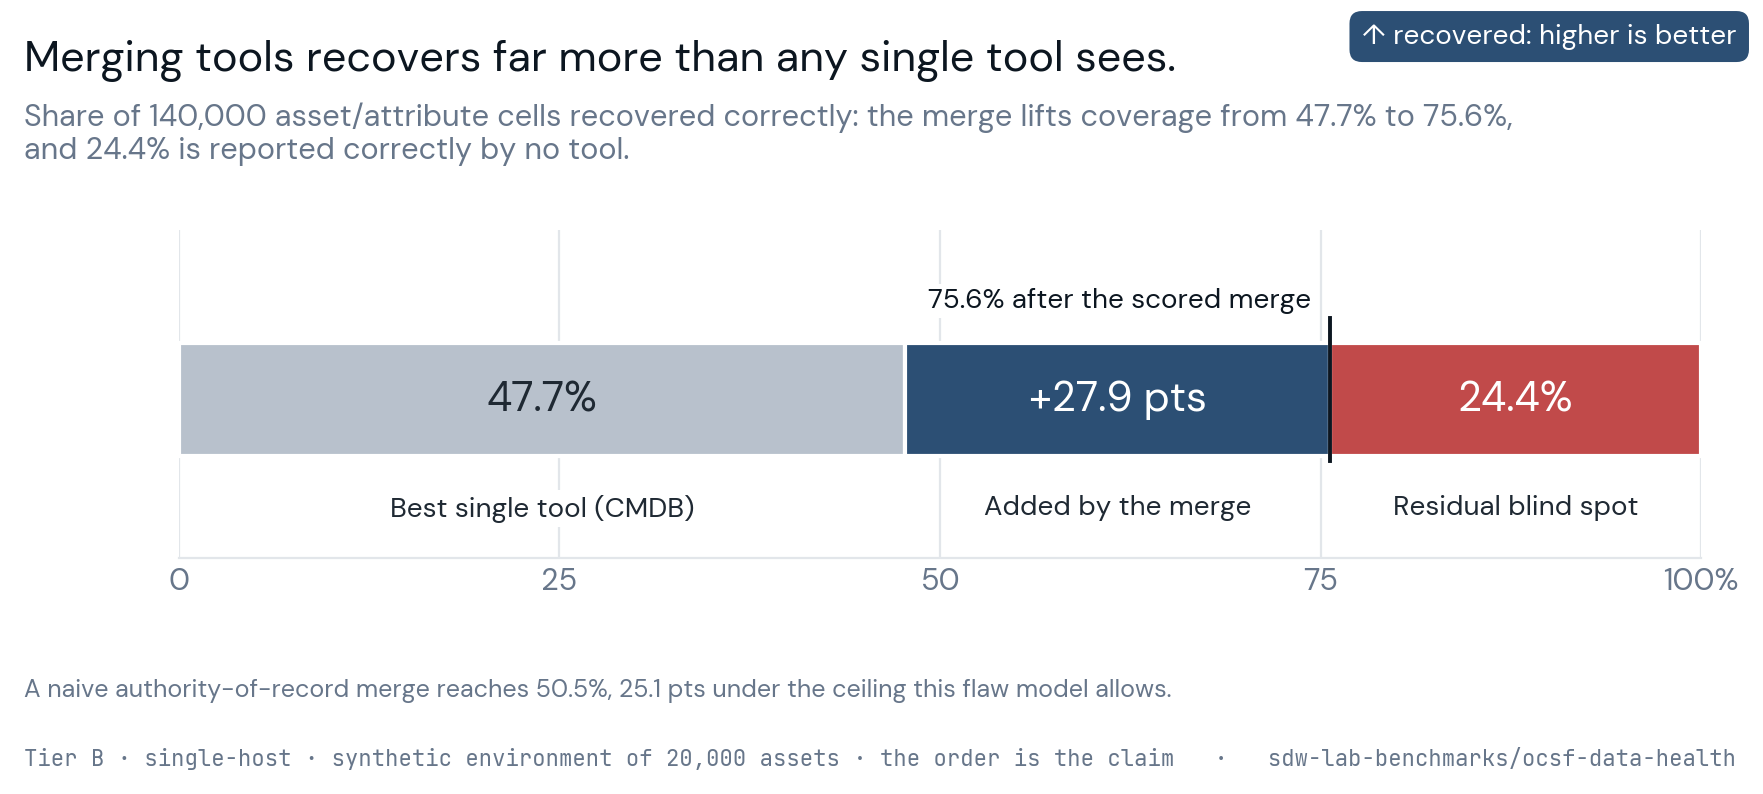 ↑ recovered: higher is better
Merging tools recovers far more than any single tool sees.
Share of 140,000 asset/attribute cells recovered correctly: the merge lifts coverage from 47.7% to 75.6%,
and 24.4% is reported correctly by no tool.
75.6% after the scored merge
47.7%
+27.9 pts
24.4%
Best single tool (CMDB)
Added by the merge
Residual blind spot
0
25
50
75
100%
A naive authority-of-record merge reaches 50.5%, 25.1 pts under the ceiling this flaw model allows.
Tier B · single-host · synthetic environment of 20,000 assets · the order is the claim · sdw-lab-benchmarks/ocsf-data-health